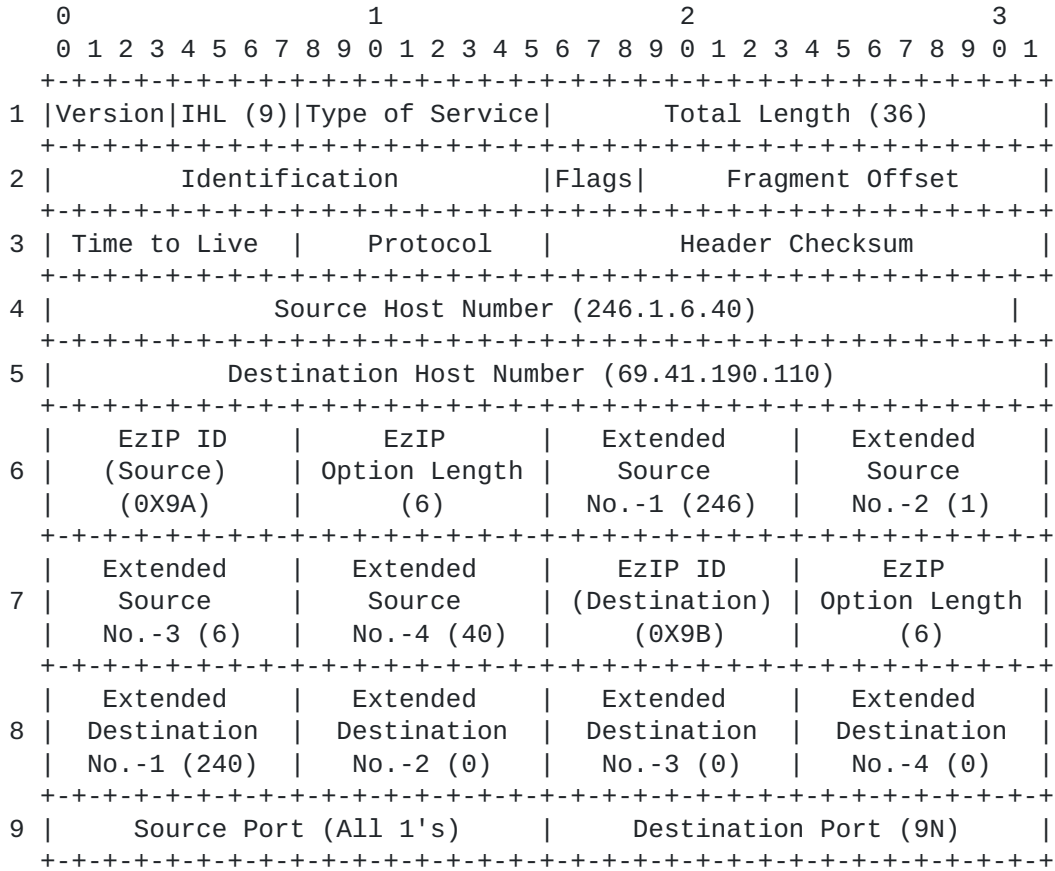 0                   1                   2                   3
    0 1 2 3 4 5 6 7 8 9 0 1 2 3 4 5 6 7 8 9 0 1 2 3 4 5 6 7 8 9 0 1
   +-+-+-+-+-+-+-+-+-+-+-+-+-+-+-+-+-+-+-+-+-+-+-+-+-+-+-+-+-+-+-+-+
1 |Version|IHL (9)|Type of Service|       Total Length (36)       |
   +-+-+-+-+-+-+-+-+-+-+-+-+-+-+-+-+-+-+-+-+-+-+-+-+-+-+-+-+-+-+-+-+
2 |        Identification         |Flags|     Fragment Offset     |
   +-+-+-+-+-+-+-+-+-+-+-+-+-+-+-+-+-+-+-+-+-+-+-+-+-+-+-+-+-+-+-+-+
3 | Time to Live  |    Protocol   |        Header Checksum        |
   +-+-+-+-+-+-+-+-+-+-+-+-+-+-+-+-+-+-+-+-+-+-+-+-+-+-+-+-+-+-+-+-+
4 |              Source Host Number (246.1.6.40)                |
   +-+-+-+-+-+-+-+-+-+-+-+-+-+-+-+-+-+-+-+-+-+-+-+-+-+-+-+-+-+-+-+-+
5 |           Destination Host Number (69.41.190.110)             |
   +-+-+-+-+-+-+-+-+-+-+-+-+-+-+-+-+-+-+-+-+-+-+-+-+-+-+-+-+-+-+-+-+
  |    EzIP ID    |     EzIP      |   Extended    |   Extended    |
6 |   (Source)    | Option Length |    Source     |    Source     |
  |    (0X9A)     |      (6)      |  No.-1 (246)  |   No.-2 (1)   |
   +-+-+-+-+-+-+-+-+-+-+-+-+-+-+-+-+-+-+-+-+-+-+-+-+-+-+-+-+-+-+-+-+
  |   Extended    |   Extended    |    EzIP ID    |     EzIP      |
7 |    Source     |    Source     | (Destination) | Option Length |
  |   No.-3 (6)   |   No.-4 (40)  |     (0X9B)    |      (6)      |
   +-+-+-+-+-+-+-+-+-+-+-+-+-+-+-+-+-+-+-+-+-+-+-+-+-+-+-+-+-+-+-+-+
  |   Extended    |   Extended    |   Extended    |   Extended    |
8 |  Destination  |  Destination  |  Destination  |  Destination  |
  |  No.-1 (240)  |   No.-2 (0)   |   No.-3 (0)   |   No.-4 (0)   |
   +-+-+-+-+-+-+-+-+-+-+-+-+-+-+-+-+-+-+-+-+-+-+-+-+-+-+-+-+-+-+-+-+
9 |     Source Port (All 1's)     |     Destination Port (9N)     |
   +-+-+-+-+-+-+-+-+-+-+-+-+-+-+-+-+-+-+-+-+-+-+-+-+-+-+-+-+-+-+-+-+